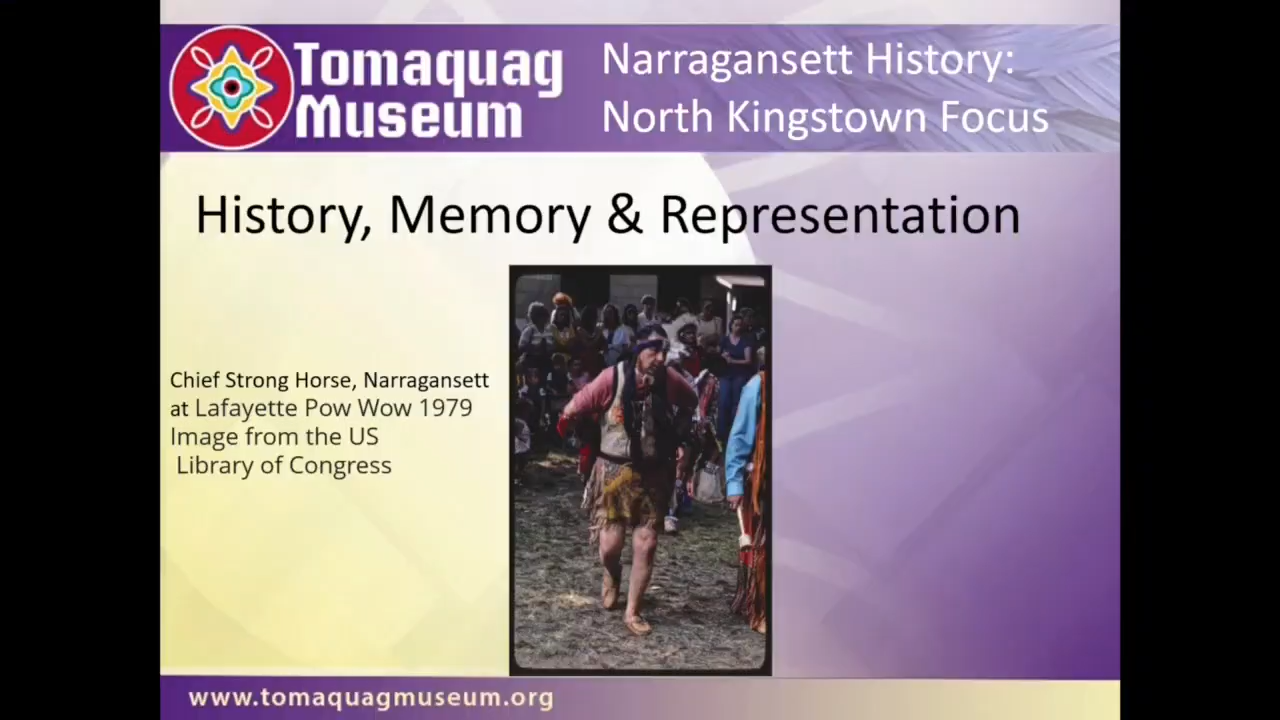 Tomaquag
Museum
Narragansett History:
North Kingstown Focus
History, Memory & Representation
Chief Strong Horse, Narragansett
at Lafayette Pow Wow 1979
Image from the US
Library of Congress
www.tomaquagmuseum.org